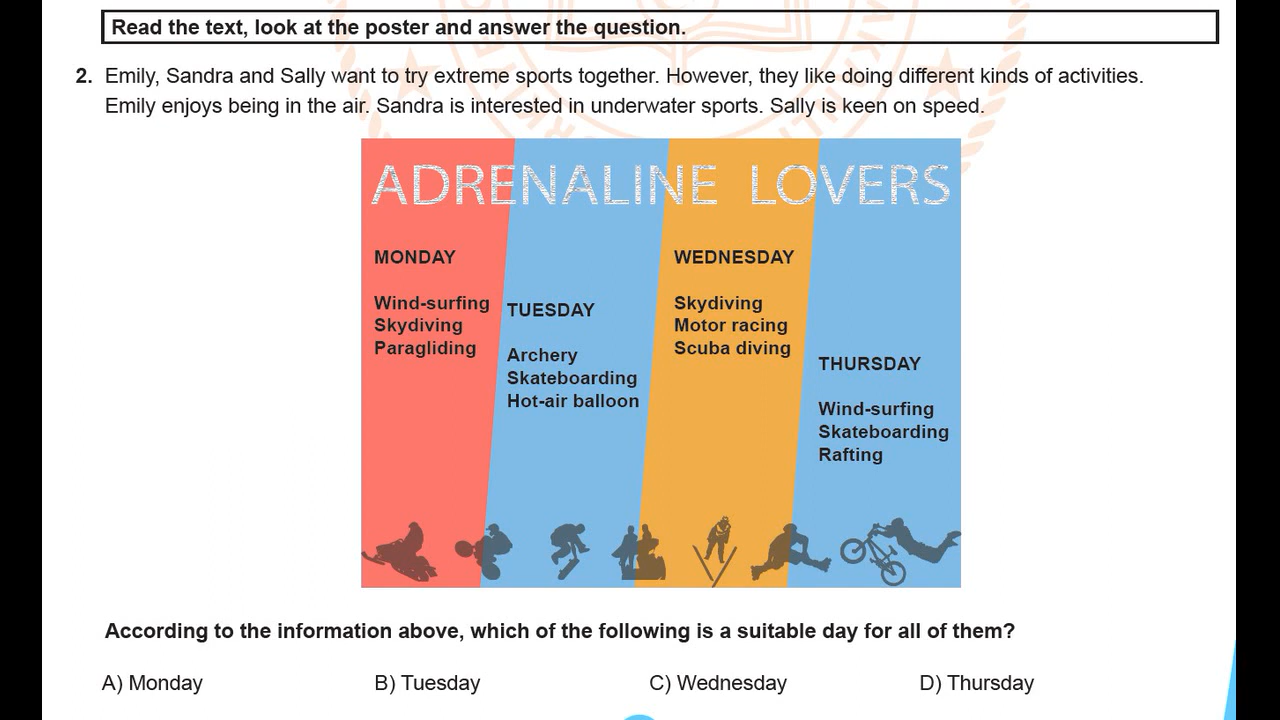 Read the text, look at the poster and answer the question.
2. Emily, Sandra and Sally want to try extreme sports together. However, they like doing different kinds of activities.
Emily enjoys being in the air. Sandra is interested in underwater sports. Sally is keen on speed.
ADRENALINE LOVERS
MONDAY
Wind-surfing
Skydiving
Paragliding
TUESDAY
Archery
Skateboarding
Hot-air balloon
WEDNESDAY
Skydiving
Motor racing
Scuba diving
THURSDAY
Wind-surfing
Skateboarding
Rafting
According to the information above, which of the following is a suitable day for all of them?
A) Monday B) Tuesday C) Wednesday D) Thursday